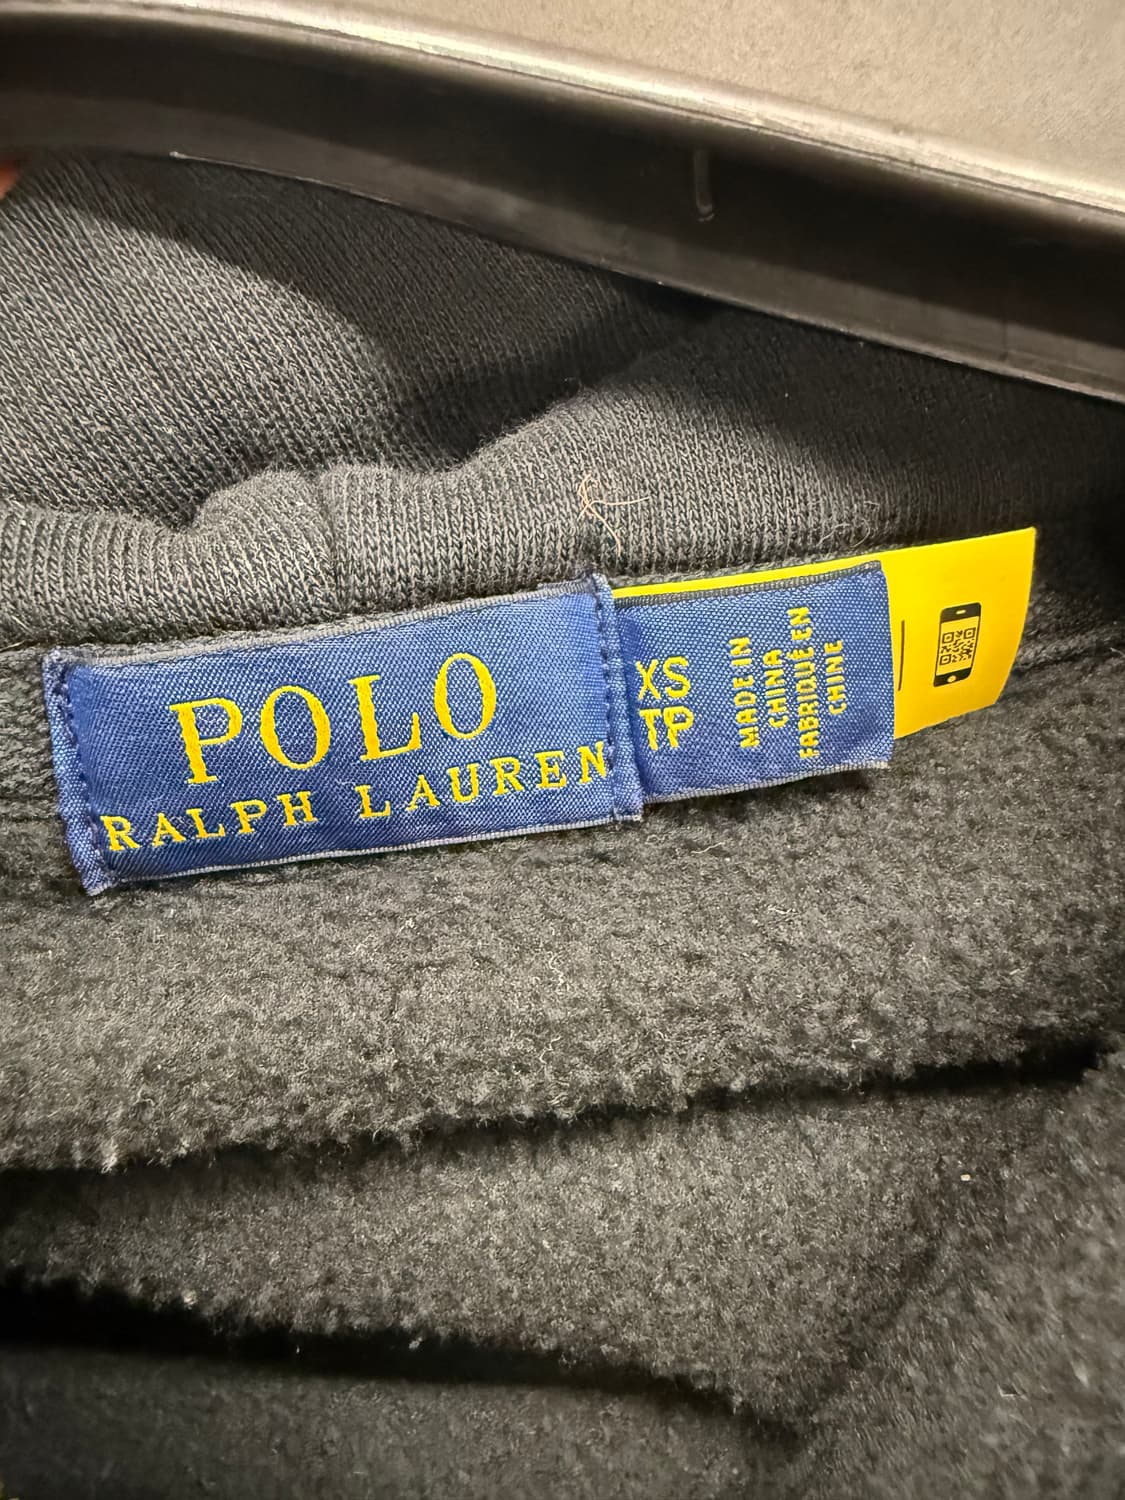 POLO
RALPH LAUREN
XS
TP
MADE IN
CHINA
FABRIQUÉ EN
CHINE